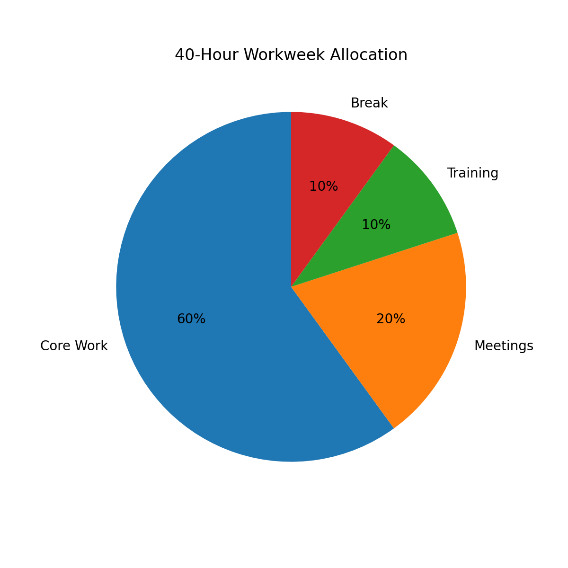 40-Hour Workweek Allocation
Break
10%
Training
10%
60%
20%
Core Work
Meetings